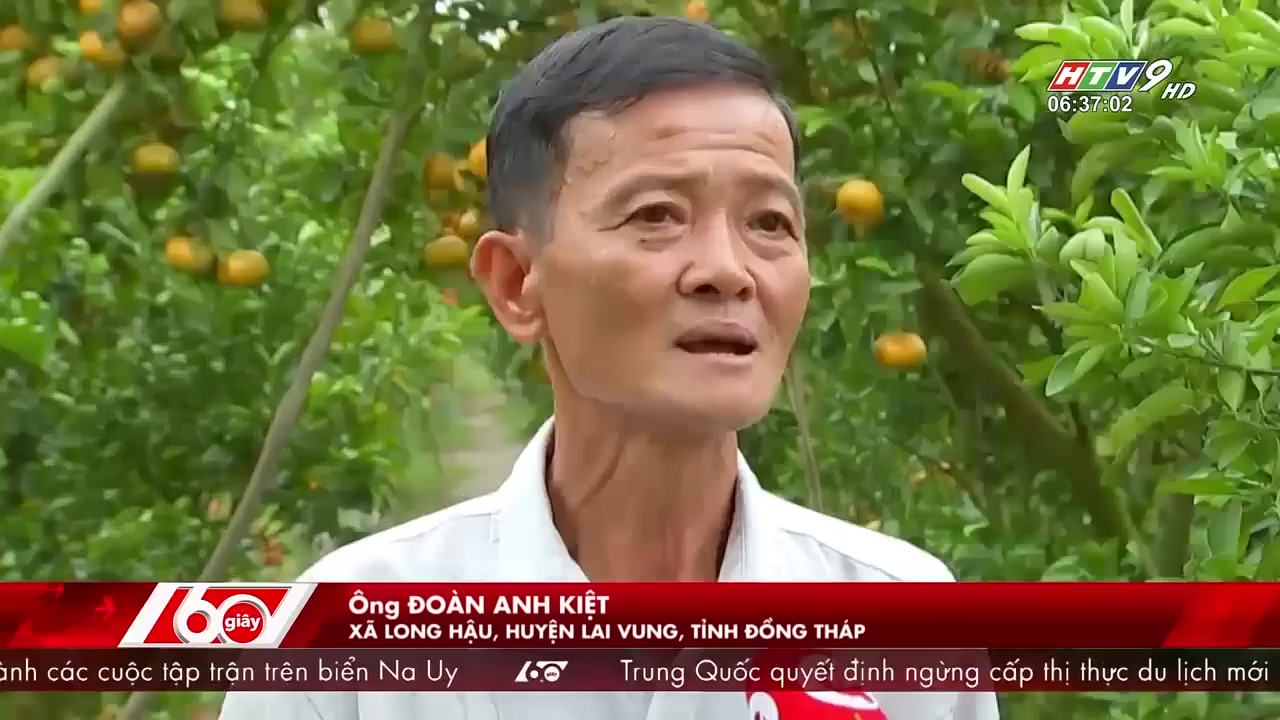 HTV9 HD
06:37:02
60 giây
Ông ĐOÀN ANH KIỆT
XÃ LONG HẬU, HUYỆN LAI VUNG, TỈNH ĐỒNG THÁP
các cuộc tập trận trên biển Na Uy 60 giây Trung Quốc quyết định ngừng cấp thị thực du lịch mới